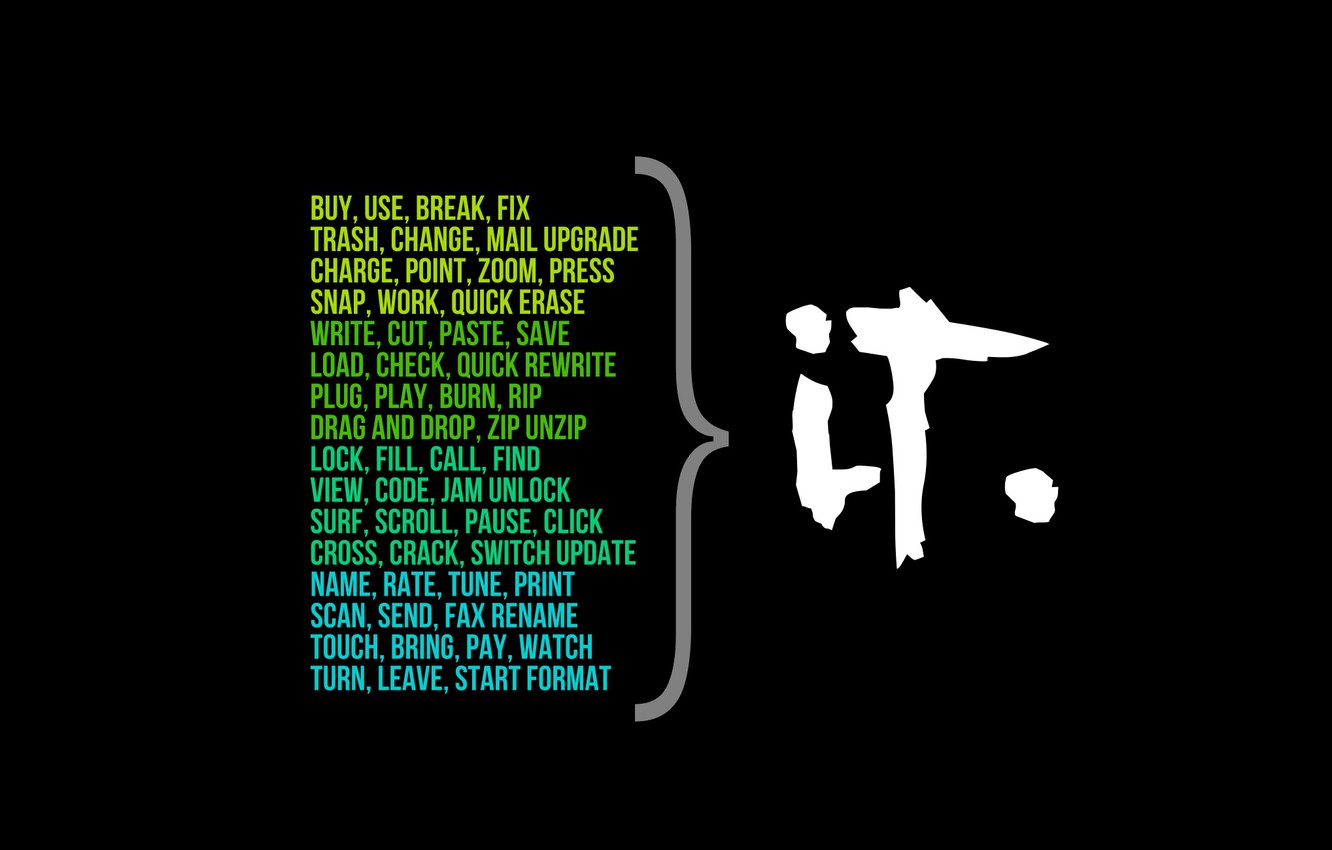 BUY, USE, BREAK, FIX
TRASH, CHANGE, MAIL UPGRADE
CHARGE, POINT, ZOOM, PRESS
SNAP, WORK, QUICK ERASE
WRITE, CUT, PASTE, SAVE
LOAD, CHECK, QUICK REWRITE
PLUG, PLAY, BURN, RIP
DRAG AND DROP, ZIP UNZIP
LOCK, FILL, CALL, FIND
VIEW, CODE, JAM UNLOCK
SURF, SCROLL, PAUSE, CLICK
CROSS, CRACK, SWITCH UPDATE
NAME, RATE, TUNE, PRINT
SCAN, SEND, FAX RENAME
TOUCH, BRING, PAY, WATCH
TURN, LEAVE, START FORMAT
iT.